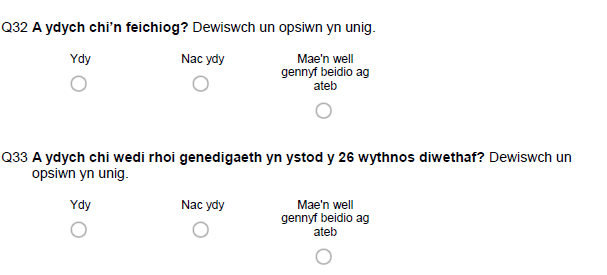 Q32 A ydych chi'n feichiog? Dewiswch un opsiwn yn unig.
Ydy Nac ydy Mae'n well
gennyf beidio ag
ateb
Q33 A ydych chi wedi rhoi genedigaeth yn ystod y 26 wythnos diwethaf? Dewiswch un
opsiwn yn unig.
Ydy Nac ydy Mae'n well
gennyf beidio ag
ateb